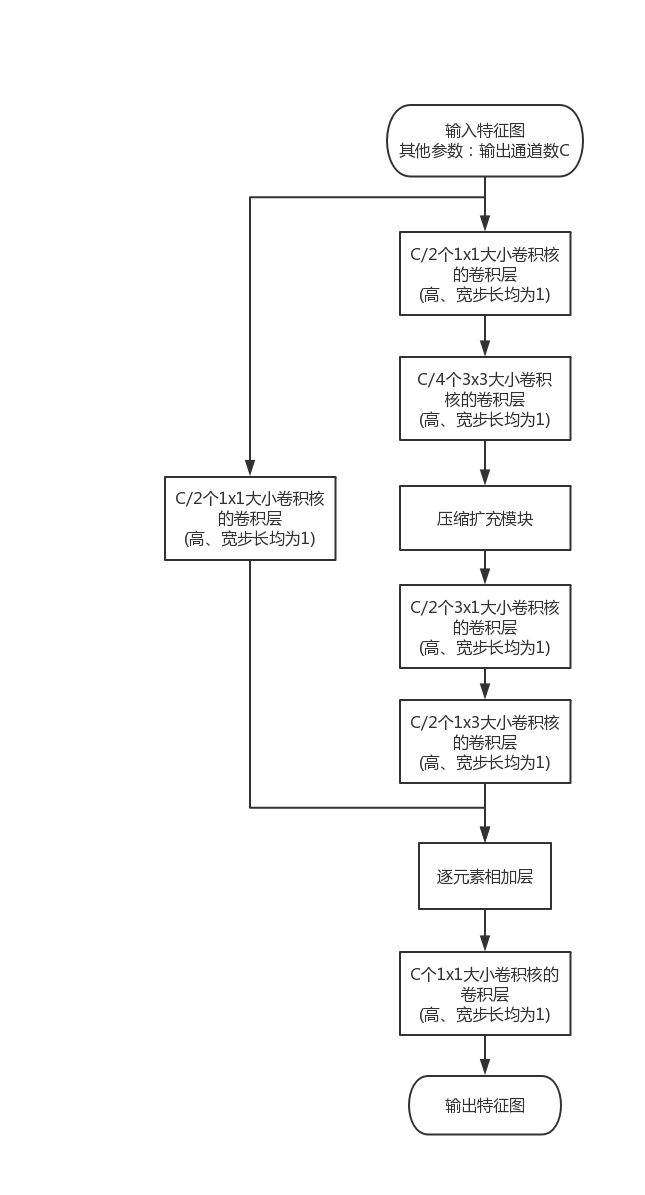 输入特征图
其他参数：输出通道数C
C/2个1x1大小卷积核
的卷积层
(高、宽步长均为1)
C/4个3x3大小卷积
核的卷积层
(高、宽步长均为1)
C/2个1x1大小卷积核
的卷积层
(高、宽步长均为1)
压缩扩充模块
C/2个3x1大小卷积核
的卷积层
(高、宽步长均为1)
C/2个1x3大小卷积核
的卷积层
(高、宽步长均为1)
逐元素相加层
C个1x1大小卷积核的
卷积层
(高、宽步长均为1)
输出特征图